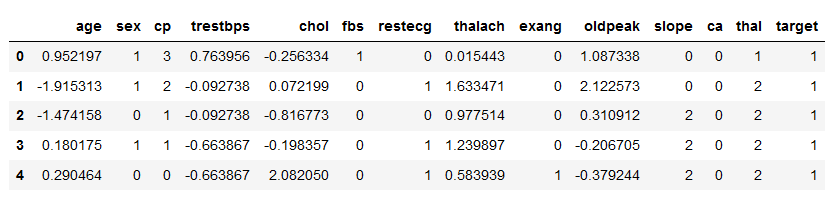 age sex cp trestbps chol fbs restecg thalach exang oldpeak slope ca thal target
0 0.952197 1 3 0.763956 -0.256334 1 0 0.015443 0 1.087338 0 0 1 1
1 -1.915313 1 2 -0.092738 0.072199 0 1 1.633471 0 2.122573 0 0 2 1
2 -1.474158 0 1 -0.092738 -0.816773 0 0 0.977514 0 0.310912 2 0 2 1
3 0.180175 1 1 -0.663867 -0.198357 0 1 1.239897 0 -0.206705 2 0 2 1
4 0.290464 0 0 -0.663867 2.082050 0 1 0.583939 1 -0.379244 2 0 2 1